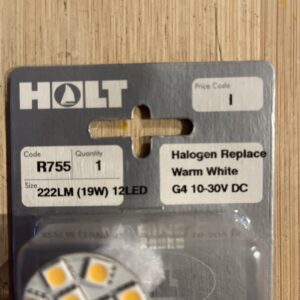 HOLT
Price Code
I
Code
R755
Quantity
1
Size
222LM (19W) 12LED
Halogen Replace
Warm White
G4 10-30V DC